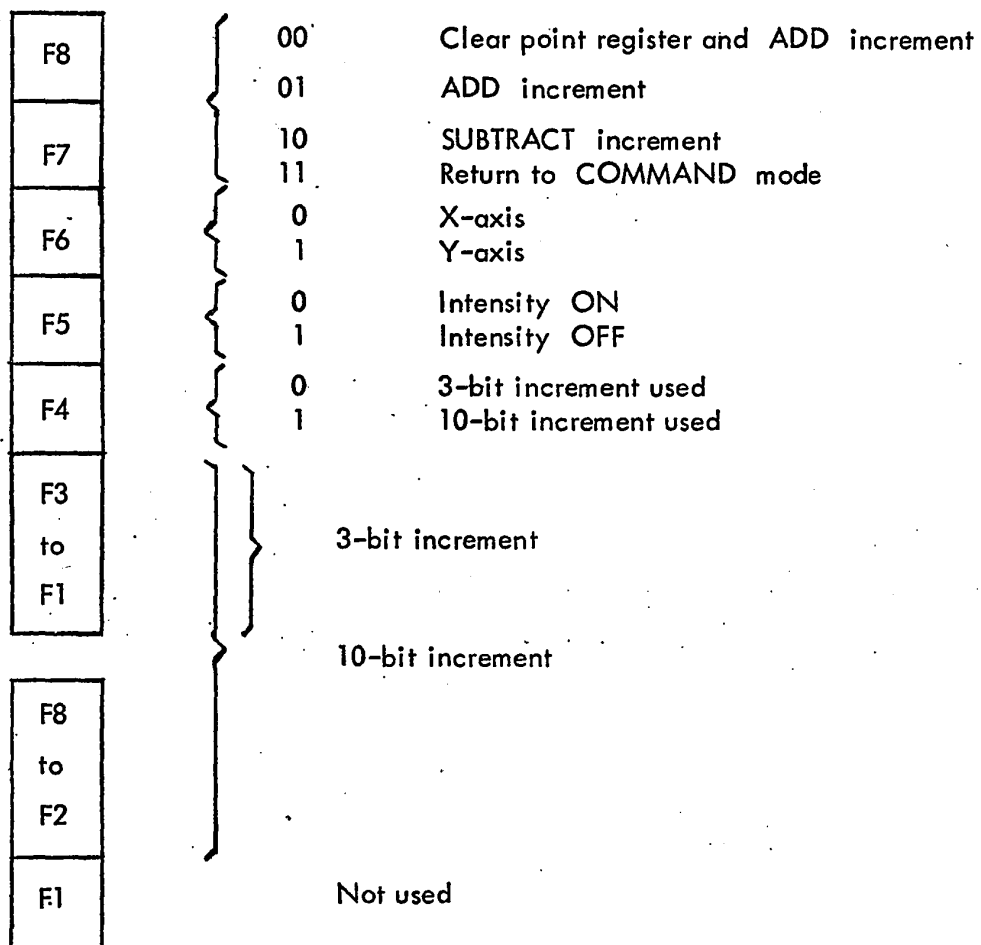 F8
00 Clear point register and ADD increment
01 ADD increment
F7
10 SUBTRACT increment
11 Return to COMMAND mode
F6
0 X-axis
1 Y-axis
F5
0 Intensity ON
1 Intensity OFF
F4
0 3-bit increment used
1 10-bit increment used
F3
to
F1
3-bit increment
10-bit increment
F8
to
F2
F1
Not used